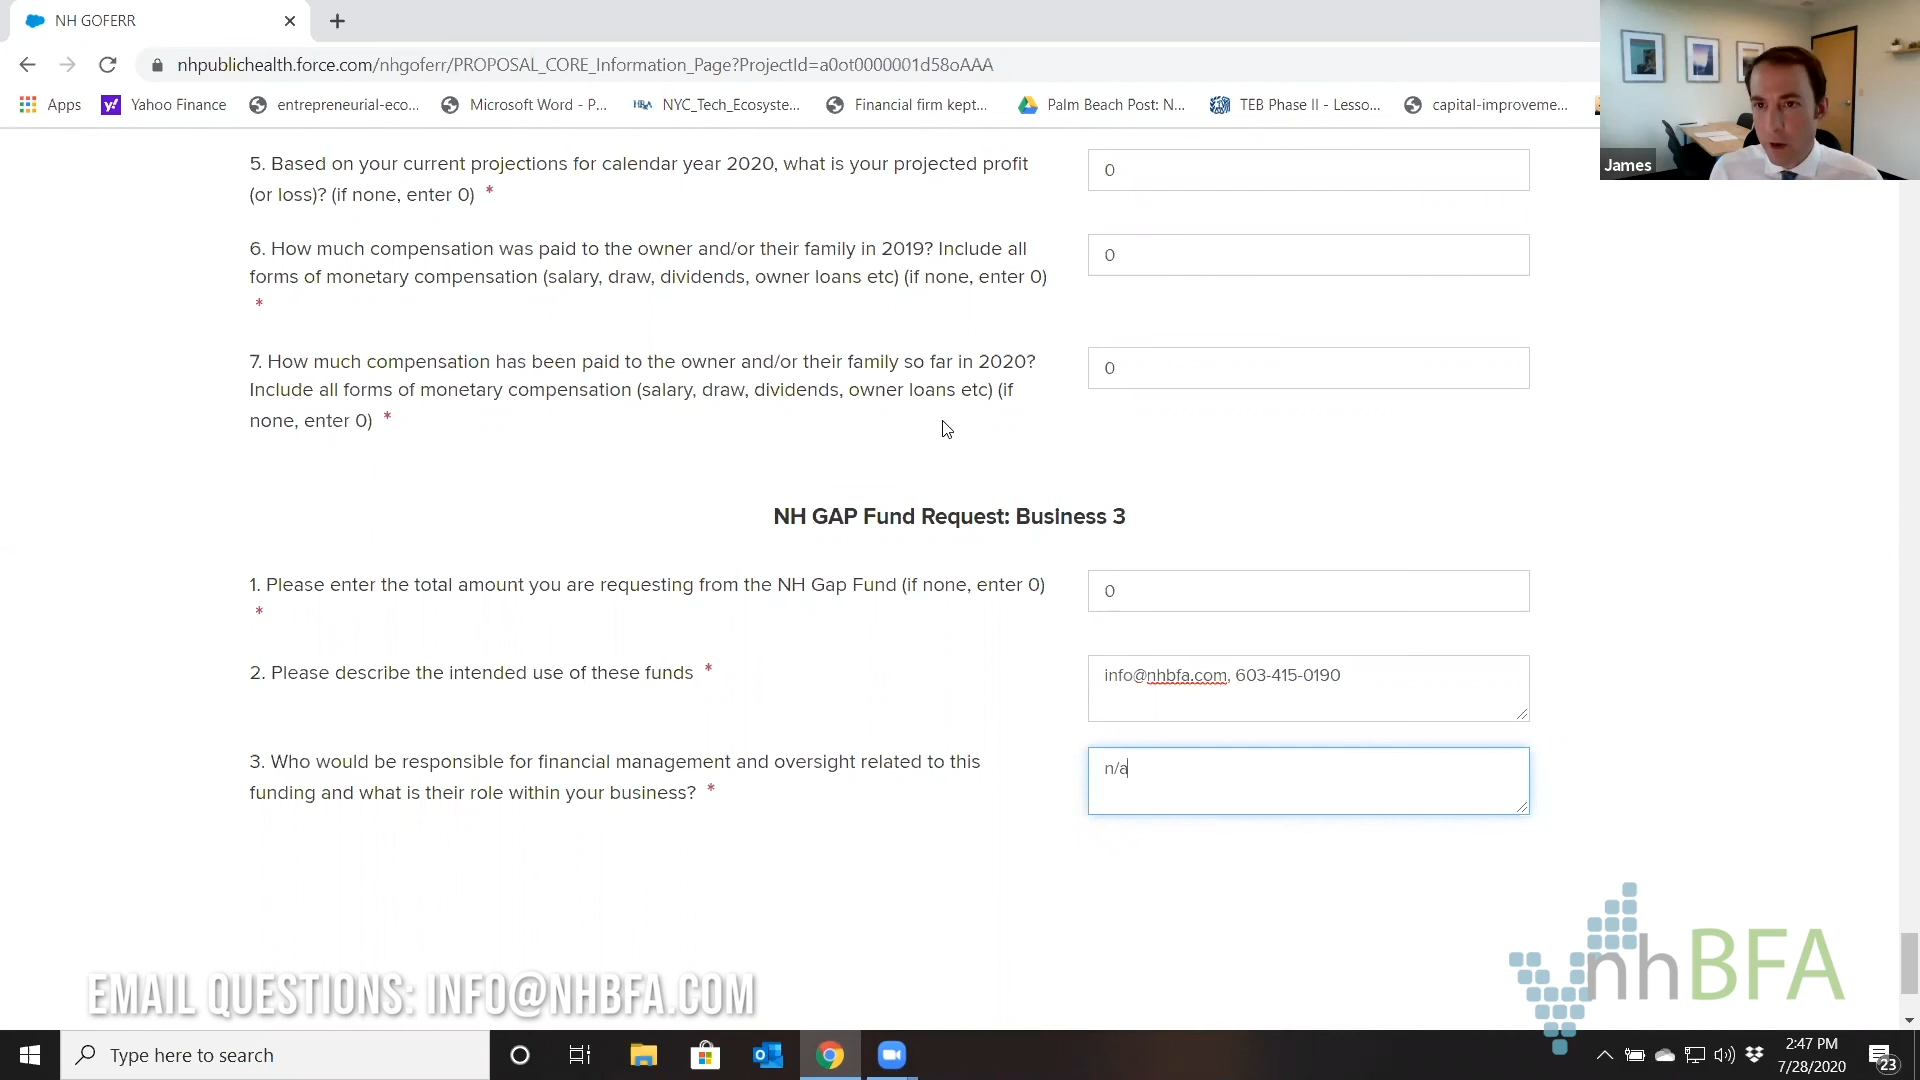 NH GOFERR
nhpublichealth.force.com/nhgoferr/PROPOSAL_CORE_Information_Page?ProjectId=a0ot0000001d58oAAA
Apps Yahoo Finance entrepreneurial-eco... Microsoft Word - P... NYC_Tech_Ecosyste... Financial firm kept... Palm Beach Post: N... TEB Phase II - Lesso... capital-improveme...
James
5. Based on your current projections for calendar year 2020, what is your projected profit
(or loss)? (if none, enter 0) *
0
6. How much compensation was paid to the owner and/or their family in 2019? Include all
forms of monetary compensation (salary, draw, dividends, owner loans etc) (if none, enter 0)
*
0
7. How much compensation has been paid to the owner and/or their family so far in 2020?
Include all forms of monetary compensation (salary, draw, dividends, owner loans etc) (if
none, enter 0) *
0
NH GAP Fund Request: Business 3
1. Please enter the total amount you are requesting from the NH Gap Fund (if none, enter 0)
*
0
2. Please describe the intended use of these funds *
info@nhbfa.com, 603-415-0190
3. Who would be responsible for financial management and oversight related to this
funding and what is their role within your business? *
n/a
nhBFA
EMAIL QUESTIONS: INFO@NHBFA.COM
Type here to search
2:47 PM
7/28/2020
23